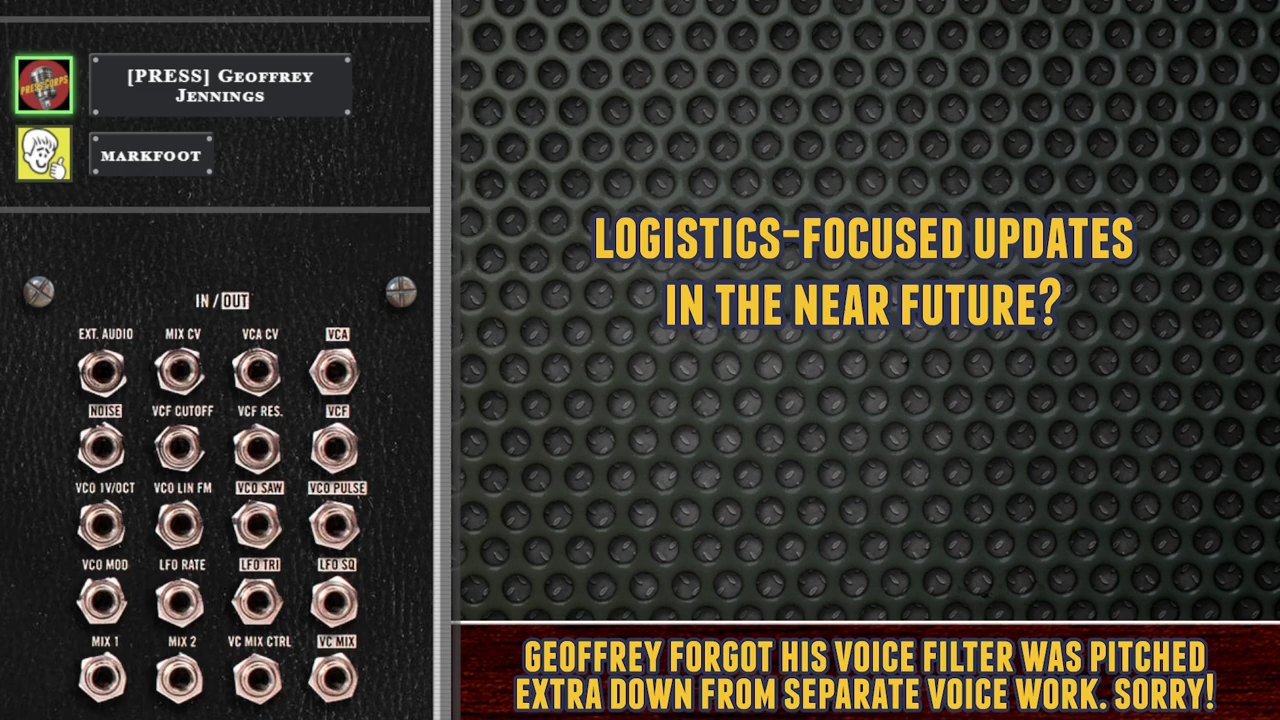 PRESS CORPS
[PRESS] GEOFFREY
JENNINGS
MARKFOOT
IN / OUT
EXT. AUDIO MIX CV VCA CV VCA
NOISE VCF CUTOFF VCF RES. VCF
VCO 1V/OCT VCO LIN FM VCO SAW VCO PULSE
VCO MOD LFO RATE LFO TRI LFO SQ
MIX 1 MIX 2 VC MIX CTRL VC MIX
LOGISTICS-FOCUSED UPDATES
IN THE NEAR FUTURE?
GEOFFREY FORGOT HIS VOICE FILTER WAS PITCHED
EXTRA DOWN FROM SEPARATE VOICE WORK. SORRY!